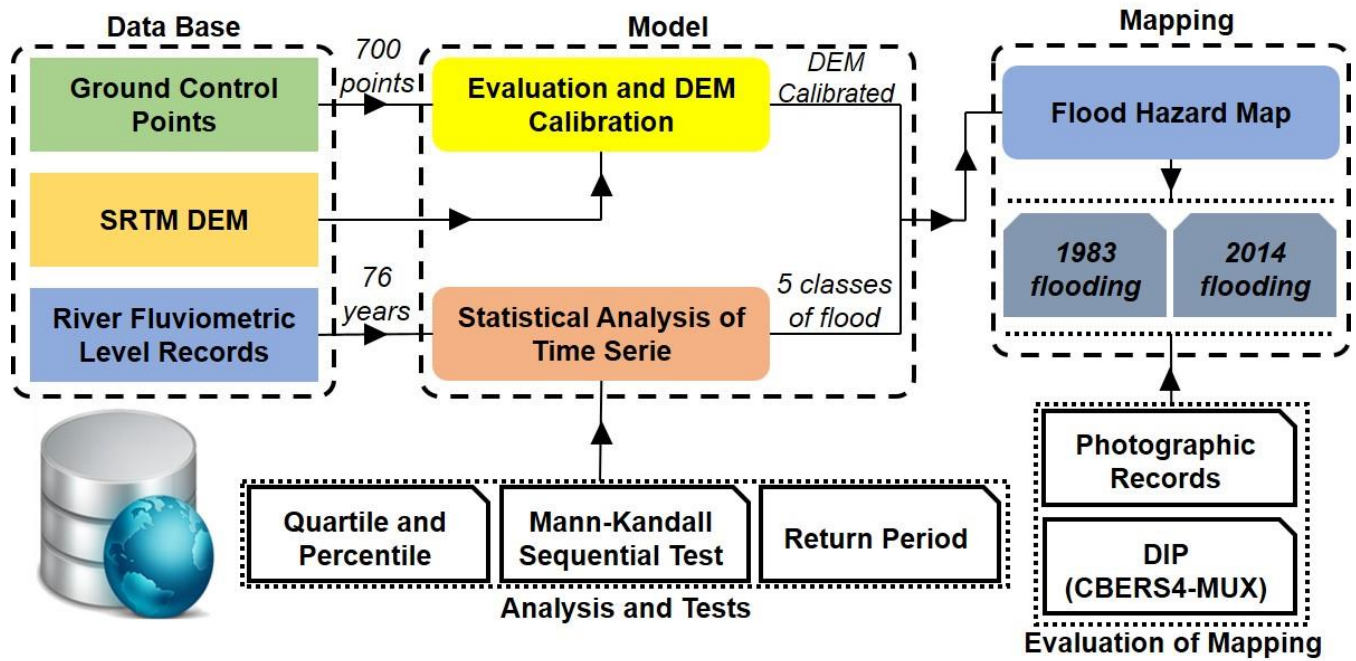 Data Base
Ground Control
Points
SRTM DEM
River Fluviometric
Level Records
700
points
76
years
Model
Evaluation and DEM
Calibration
Statistical Analysis of
Time Serie
DEM
Calibrated
5 classes
of flood
Mapping
Flood Hazard Map
1983
flooding
2014
flooding
Quartile and
Percentile
Mann-Kandall
Sequential Test
Return Period
Analysis and Tests
Photographic
Records
DIP
(CBERS4-MUX)
Evaluation of Mapping